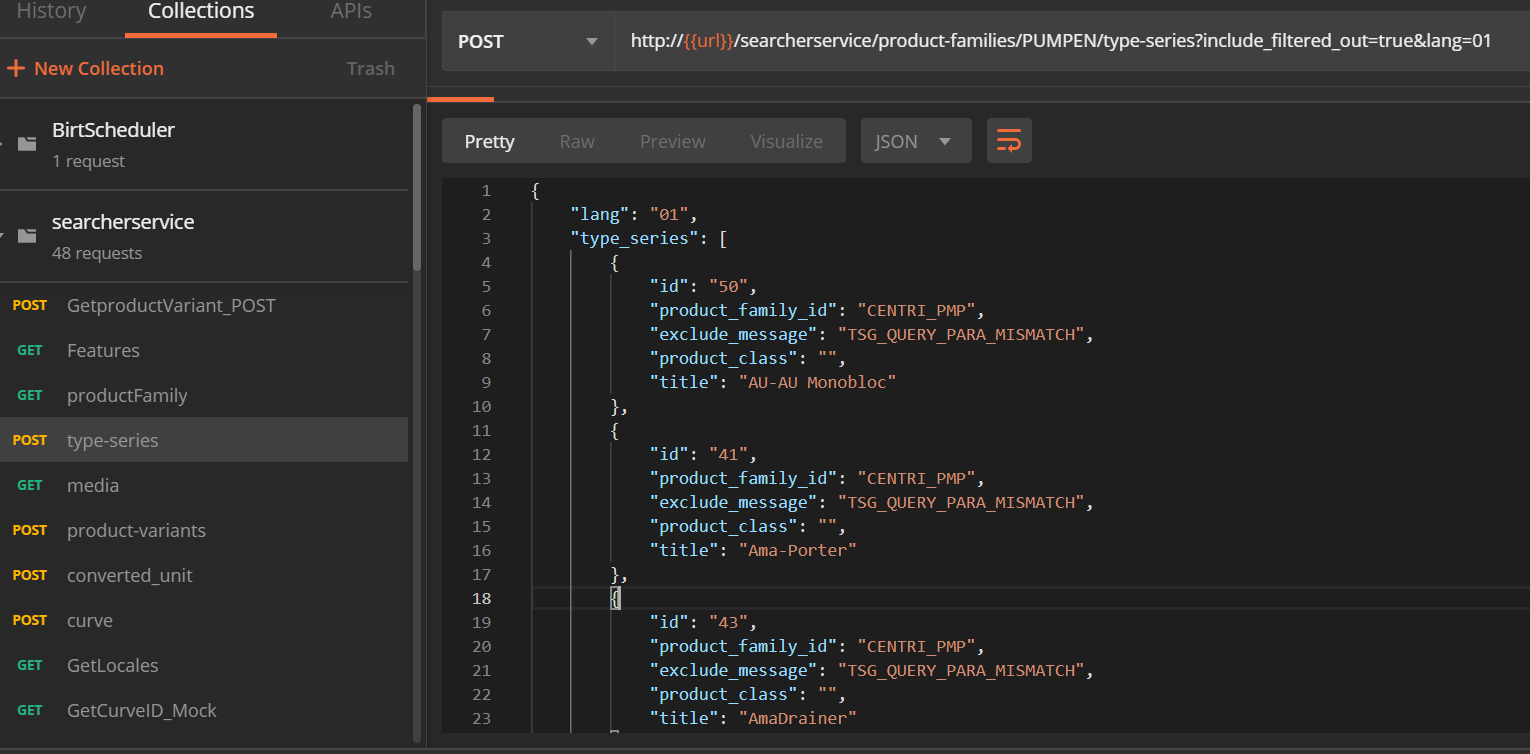 History Collections APIs
+ New Collection Trash
BirtScheduler
1 request
searcherservice
48 requests
POST GetproductVariant_POST
GET Features
GET productFamily
POST type-series
GET media
POST product-variants
POST converted_unit
POST curve
GET GetLocales
GET GetCurveID_Mock
POST http://{{url}}/searcherservice/product-families/PUMPEN/type-series?include_filtered_out=true&lang=01
Pretty Raw Preview Visualize JSON
1 {
2 "lang": "01",
3 "type_series": [
4 {
5 "id": "50",
6 "product_family_id": "CENTRI_PMP",
7 "exclude_message": "TSG_QUERY_PARA_MISMATCH",
8 "product_class": "",
9 "title": "AU-AU Monobloc"
10 },
11 {
12 "id": "41",
13 "product_family_id": "CENTRI_PMP",
14 "exclude_message": "TSG_QUERY_PARA_MISMATCH",
15 "product_class": "",
16 "title": "Ama-Porter"
17 },
18 {
19 "id": "43",
20 "product_family_id": "CENTRI_PMP",
21 "exclude_message": "TSG_QUERY_PARA_MISMATCH",
22 "product_class": "",
23 "title": "AmaDrainer"